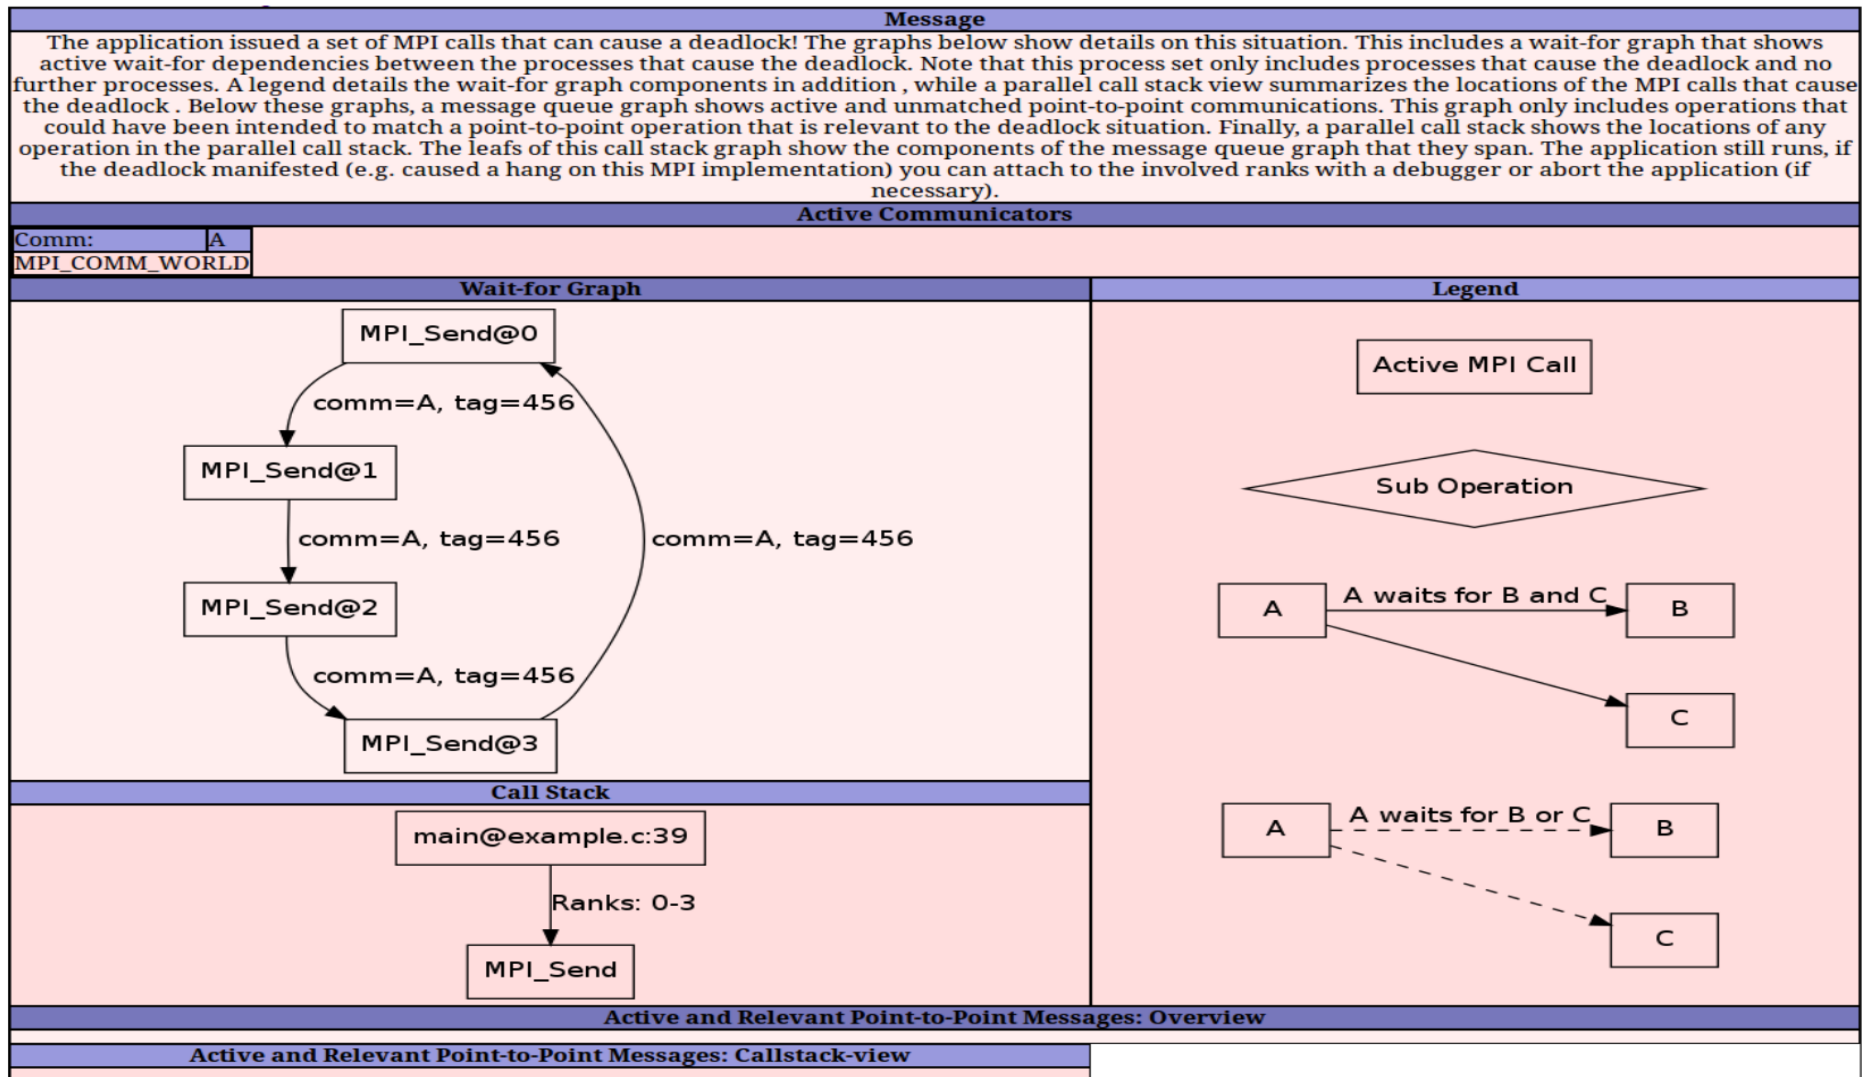 Message
The application issued a set of MPI calls that can cause a deadlock! The graphs below show details on this situation. This includes a wait-for graph that shows
active wait-for dependencies between the processes that cause the deadlock. Note that this process set only includes processes that cause the deadlock and no
further processes. A legend details the wait-for graph components in addition , while a parallel call stack view summarizes the locations of the MPI calls that cause
the deadlock . Below these graphs, a message queue graph shows active and unmatched point-to-point communications. This graph only includes operations that
could have been intended to match a point-to-point operation that is relevant to the deadlock situation. Finally, a parallel call stack shows the locations of any
operation in the parallel call stack. The leafs of this call stack graph show the components of the message queue graph that they span. The application still runs, if
the deadlock manifested (e.g. caused a hang on this MPI implementation) you can attach to the involved ranks with a debugger or abort the application (if
necessary).
Active Communicators
Comm: A
MPI_COMM_WORLD
Wait-for Graph
MPI_Send@0
comm=A, tag=456
MPI_Send@1
comm=A, tag=456
comm=A, tag=456
MPI_Send@2
comm=A, tag=456
MPI_Send@3
Call Stack
main@example.c:39
Ranks: 0-3
MPI_Send
Legend
Active MPI Call
Sub Operation
A waits for B and C
A
B
C
A waits for B or C
A
B
C
Active and Relevant Point-to-Point Messages: Overview
Active and Relevant Point-to-Point Messages: Callstack-view